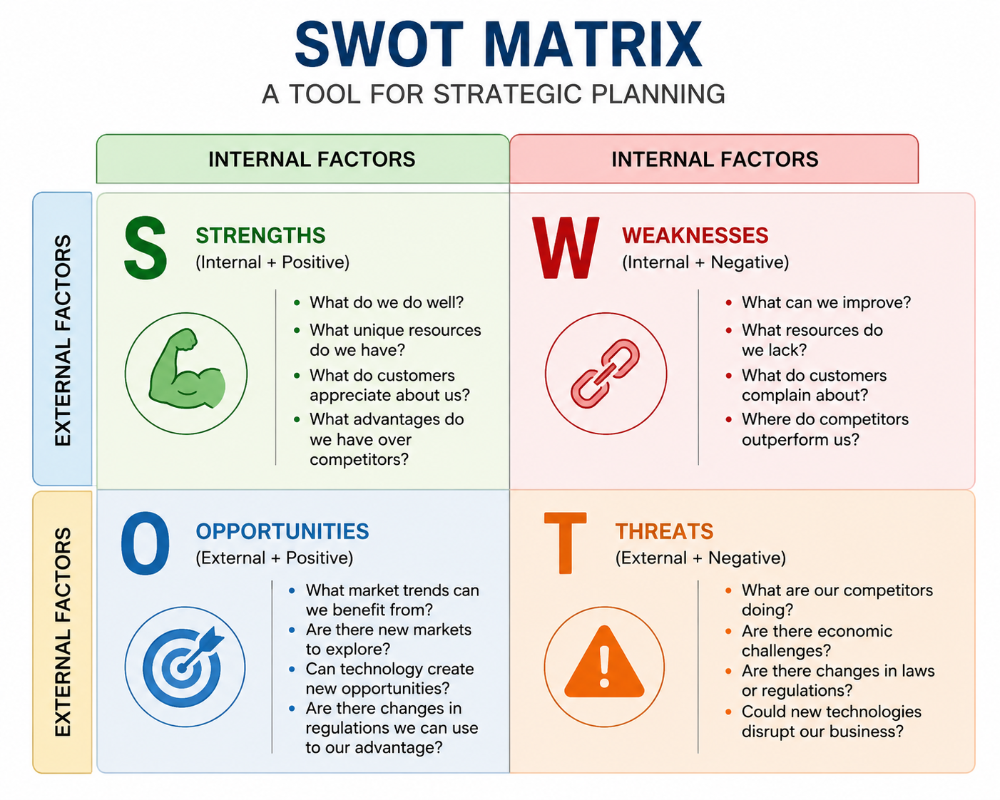 SWOT MATRIX
A TOOL FOR STRATEGIC PLANNING
INTERNAL FACTORS
INTERNAL FACTORS
EXTERNAL FACTORS
S
STRENGTHS
(Internal + Positive)
• What do we do well?
• What unique resources
do we have?
• What do customers
appreciate about us?
• What advantages do
we have over
competitors?
W
WEAKNESSES
(Internal + Negative)
• What can we improve?
• What resources do
we lack?
• What do customers
complain about?
• Where do competitors
outperform us?
EXTERNAL FACTORS
O
OPPORTUNITIES
(External + Positive)
• What market trends can
we benefit from?
• Are there new markets
to explore?
• Can technology create
new opportunities?
• Are there changes in
regulations we can use
to our advantage?
T
THREATS
(External + Negative)
• What are our competitors
doing?
• Are there economic
challenges?
• Are there changes in laws
or regulations?
• Could new technologies
disrupt our business?